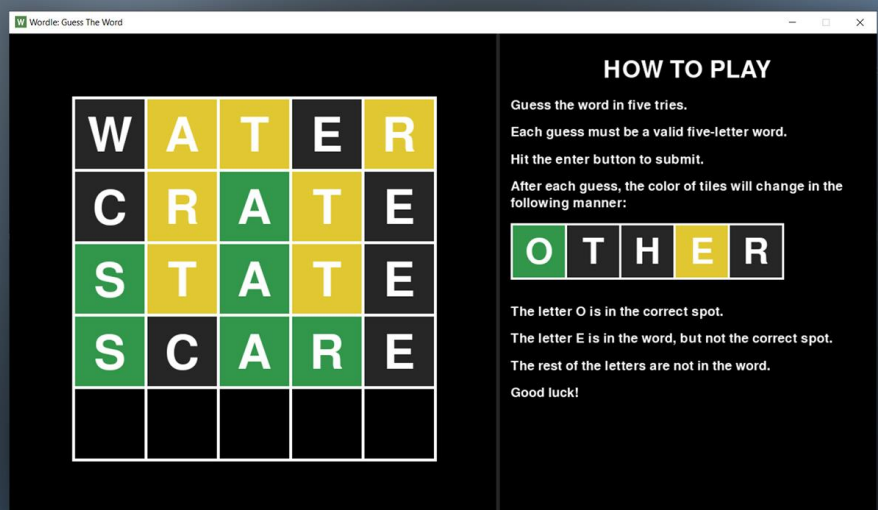 W Wordle: Guess The Word
W A T E R
C R A T E
S T A T E
S C A R E
HOW TO PLAY
Guess the word in five tries.
Each guess must be a valid five-letter word.
Hit the enter button to submit.
After each guess, the color of tiles will change in the
following manner:
O T H E R
The letter O is in the correct spot.
The letter E is in the word, but not the correct spot.
The rest of the letters are not in the word.
Good luck!